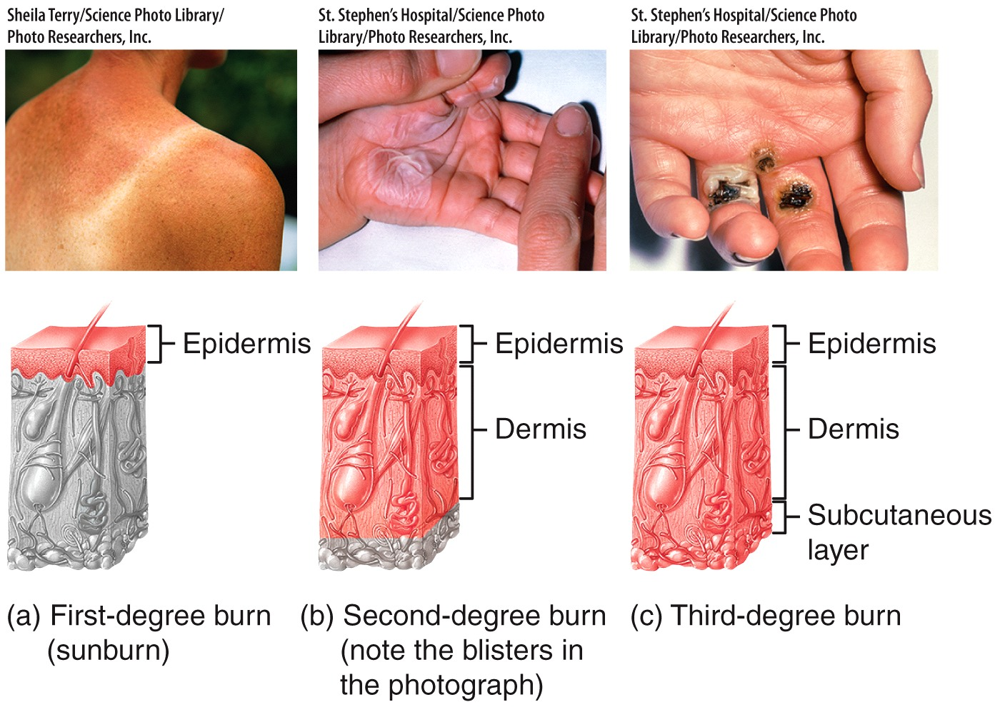 Sheila Terry/Science Photo Library/
Photo Researchers, Inc.
St. Stephen's Hospital/Science Photo
Library/Photo Researchers, Inc.
St. Stephen's Hospital/Science Photo
Library/Photo Researchers, Inc.
Epidermis
Epidermis
Dermis
Epidermis
Dermis
Subcutaneous
layer
(a) First-degree burn
(sunburn)
(b) Second-degree burn
(note the blisters in
the photograph)
(c) Third-degree burn